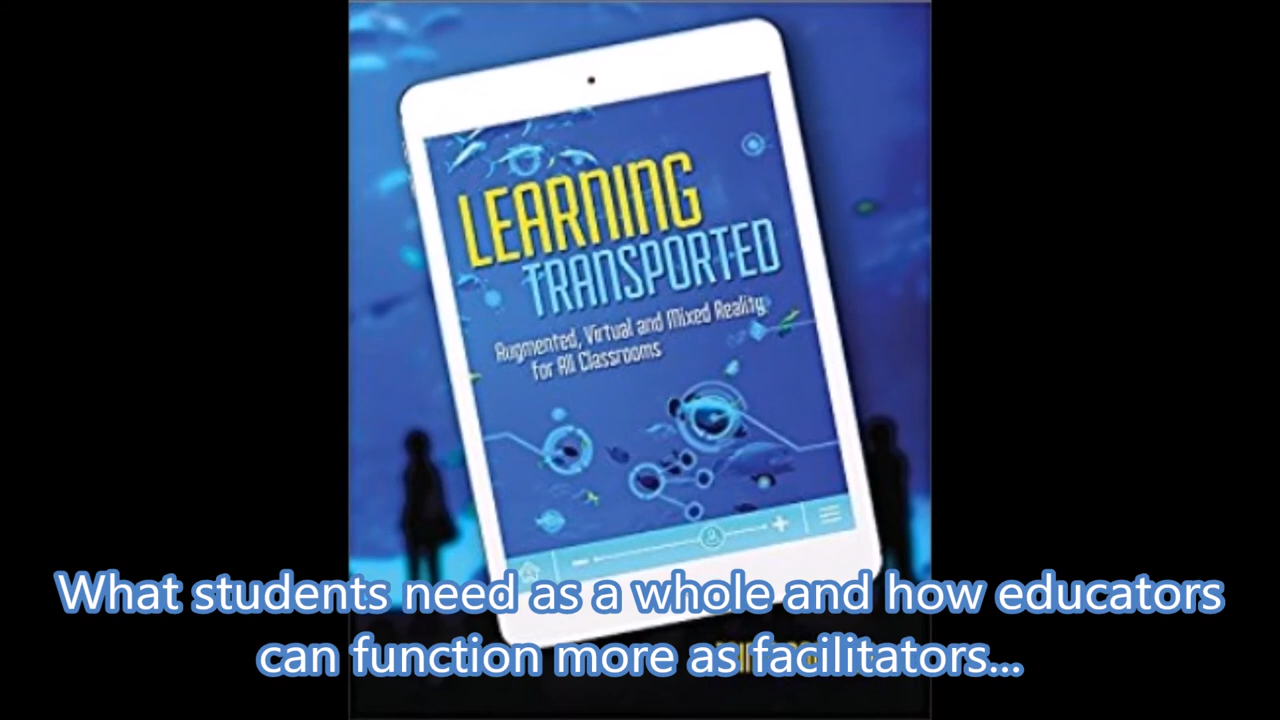 LEARNING
TRANSPORTED
Augmented, Virtual and Mixed Reality
for All Classrooms
What students need as a whole and how educators
can function more as facilitators...